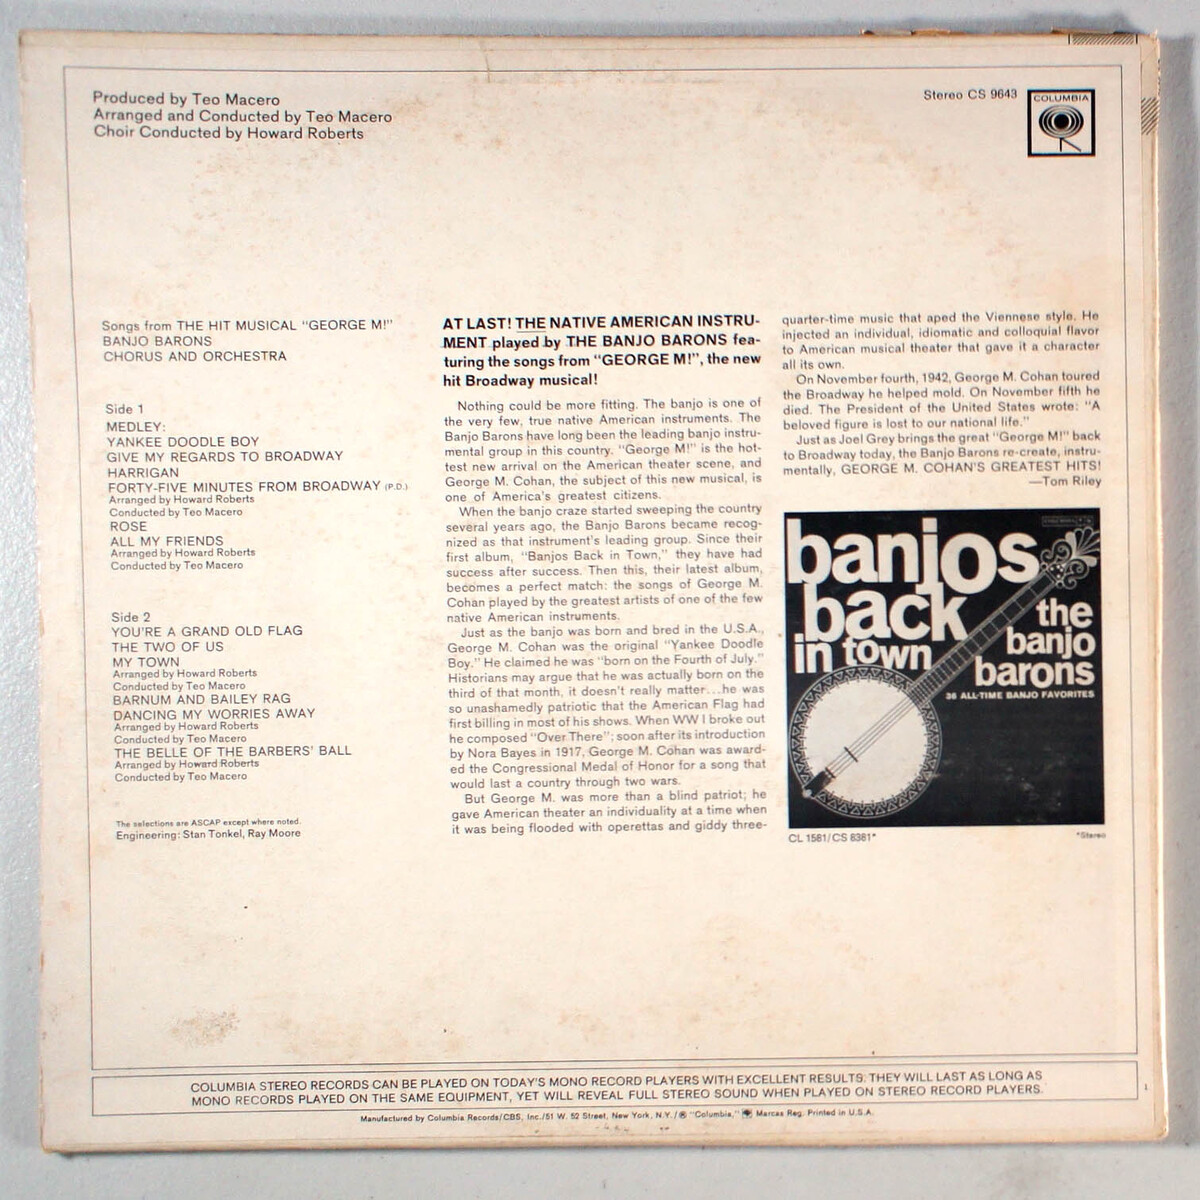 Produced by Teo Macero
Arranged and Conducted by Teo Macero
Choir Conducted by Howard Roberts
Stereo CS 9643
COLUMBIA
Songs from THE HIT MUSICAL "GEORGE M!"
BANJO BARONS
CHORUS AND ORCHESTRA
Side 1
MEDLEY:
YANKEE DOODLE BOY
GIVE MY REGARDS TO BROADWAY
HARRIGAN
FORTY-FIVE MINUTES FROM BROADWAY (P.D.)
Arranged by Howard Roberts
Conducted by Teo Macero
ROSE
ALL MY FRIENDS
Arranged by Howard Roberts
Conducted by Teo Macero
Side 2
YOU'RE A GRAND OLD FLAG
THE TWO OF US
MY TOWN
Arranged by Howard Roberts
Conducted by Teo Macero
BARNUM AND BAILEY RAG
DANCING MY WORRIES AWAY
Arranged by Howard Roberts
Conducted by Teo Macero
THE BELLE OF THE BARBERS' BALL
Arranged by Howard Roberts
Conducted by Teo Macero
The selections are ASCAP except where noted.
Engineering: Stan Tonkel, Ray Moore
AT LAST! THE NATIVE AMERICAN INSTRU-
MENT played by THE BANJO BARONS fea-
turing the songs from "GEORGE M!", the new
hit Broadway musical!
Nothing could be more fitting. The banjo is one of
the very few, true native American instruments. The
Banjo Barons have long been the leading banjo instru-
mental group in this country. "George M!" is the hot-
test new arrival on the American theater scene, and
George M. Cohan, the subject of this new musical, is
one of America's greatest citizens.
When the banjo craze started sweeping the country
several years ago, the Banjo Barons became recog-
nized as that instrument's leading group. Since their
first album, "Banjos Back in Town," they have had
success after success. Then this, their latest album,
becomes a perfect match: the songs of George M.
Cohan played by the greatest artists of one of the few
native American instruments.
Just as the banjo was born and bred in the U.S.A.,
George M. Cohan was the original "Yankee Doodle
Boy." He claimed he was "born on the Fourth of July."
Historians may argue that he was actually born on the
third of that month, it doesn't really matter...he was
so unashamedly patriotic that the American Flag had
first billing in most of his shows. When WW I broke out
he composed "Over There"; soon after its introduction
by Nora Bayes in 1917, George M. Cohan was award-
ed the Congressional Medal of Honor for a song that
would last a country through two wars.
But George M. was more than a blind patriot; he
gave American theater an individuality at a time when
it was being flooded with operettas and giddy three-
quarter-time music that aped the Viennese style. He
injected an individual, idiomatic and colloquial flavor
to American musical theater that gave it a character
all its own.
On November fourth, 1942, George M. Cohan toured
the Broadway he helped mold. On November fifth he
died. The President of the United States wrote: "A
beloved figure is lost to our national life."
Just as Joel Grey brings the great "George M!" back
to Broadway today, the Banjo Barons re-create, instru-
mentally, GEORGE M. COHAN'S GREATEST HITS!
—Tom Riley
banjos
back
in town
the
banjo
barons
36 ALL-TIME BANJO FAVORITES
CL 1581/CS 8381*
*Stereo
COLUMBIA STEREO RECORDS CAN BE PLAYED ON TODAY'S MONO RECORD PLAYERS WITH EXCELLENT RESULTS. THEY WILL LAST AS LONG AS
MONO RECORDS PLAYED ON THE SAME EQUIPMENT, YET WILL REVEAL FULL STEREO SOUND WHEN PLAYED ON STEREO RECORD PLAYERS.
Manufactured by Columbia Records/CBS, Inc./51 W. 52 Street, New York, N.Y./® "Columbia," Marcas Reg. Printed in U.S.A.
1